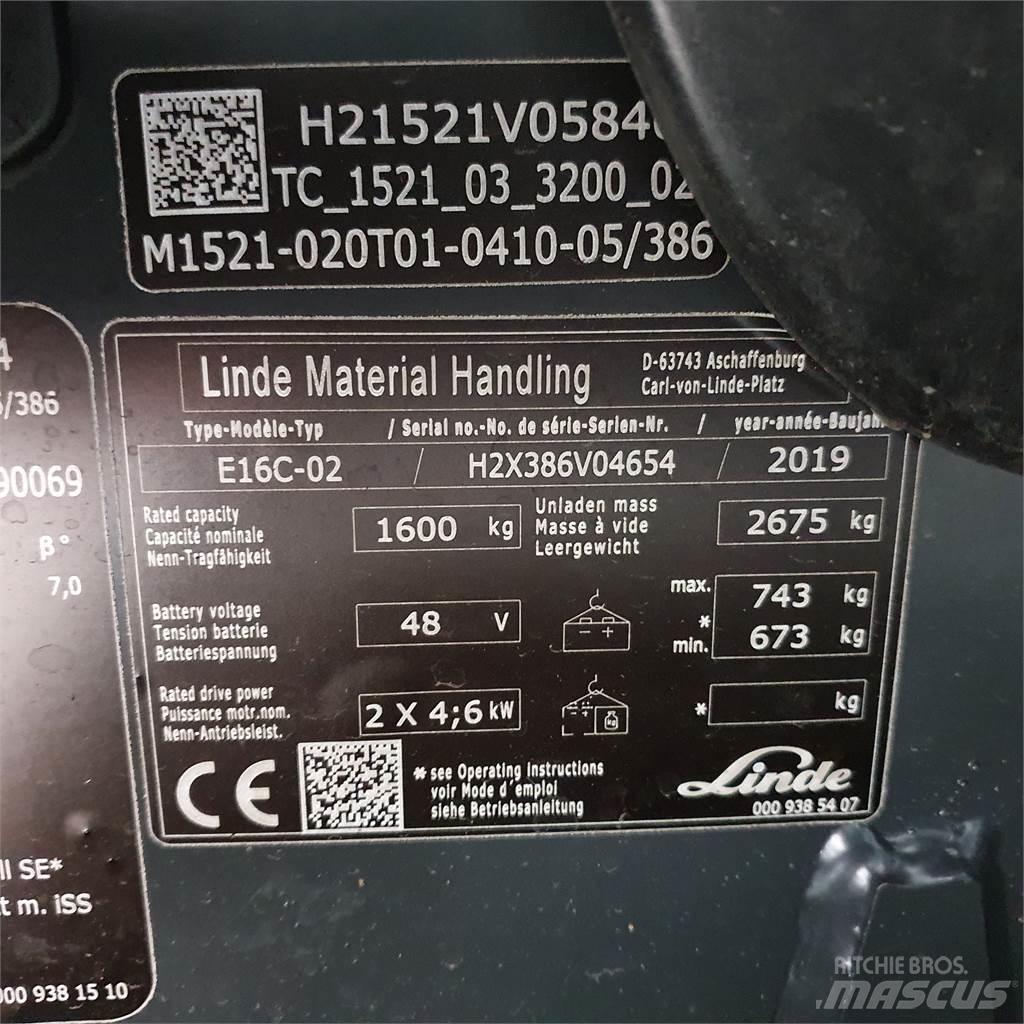 H21521V0584
TC_1521_03_3200_02
M1521-020T01-0410-05/386
4
/386
90069
β°
7,0
II SE*
t m. iSS
000 938 15 10
Linde Material Handling
D-63743 Aschaffenburg
Carl-von-Linde-Platz
Type-Modèle-Typ / Serial no.-No. de série-Serien-Nr. / year-année-Baujahr
E16C-02 / H2X386V04654 / 2019
Rated capacity
Capacité nominale
Nenn-Tragfähigkeit
1600 kg
Unladen mass
Masse à vide
Leergewicht
2675 kg
Battery voltage
Tension batterie
Batteriespannung
48 V
- +
max.
*
min.
743 kg
673 kg
Rated drive power
Puissance motr.nom.
Nenn-Antriebsleist.
2 X 4;6 kW
kg
* kg
CE
* see Operating instructions
voir Mode d'emploi
siehe Betriebsanleitung
Linde
000 938 54 07
RITCHIE BROS.
MASCUS